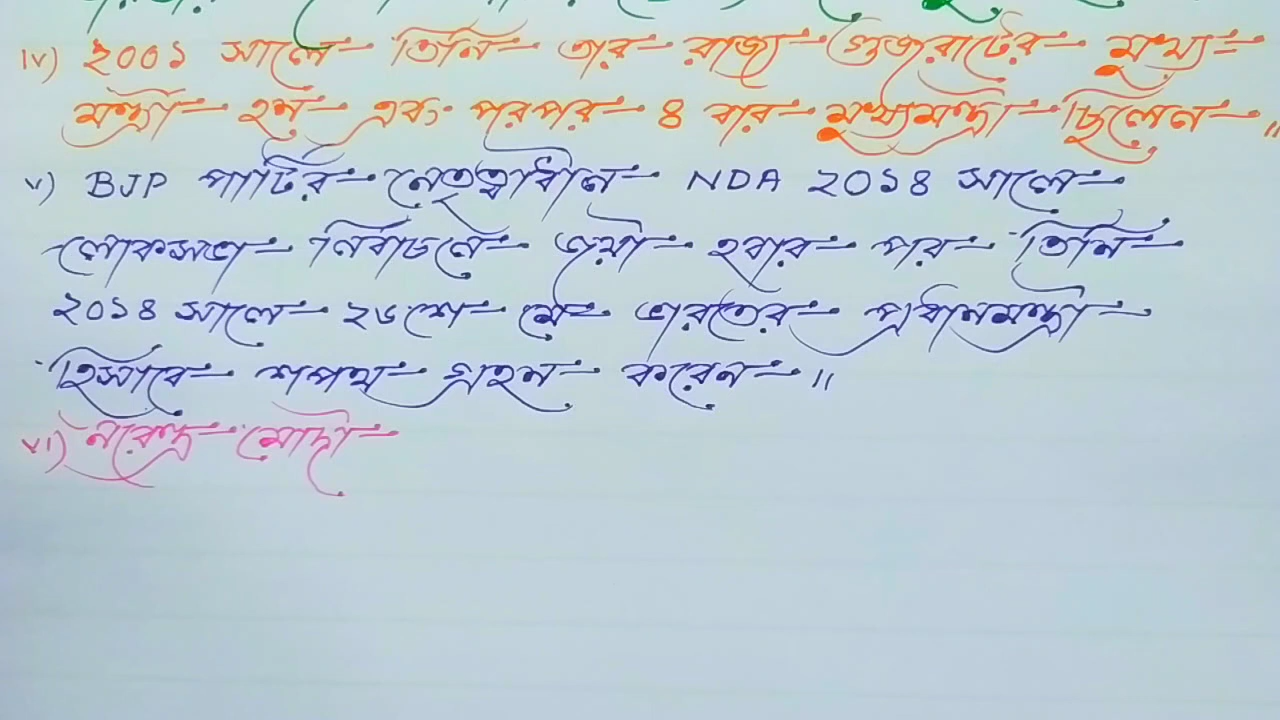 iv) ২০০১ সালে তিনি তার রাজ্য গুজরাটের মুখ্য=
মন্ত্রী হন এবং পরপর ৪ বার মুখ্যমন্ত্রী ছিলেন॥
v) BJP পার্টির নেতৃত্বাধীন NDA ২০১৪ সালে
লোকসভা নির্বাচনে জয়ী হবার পর তিনি
২০১৪ সালে ২৬শে মে ভারতের প্রধানমন্ত্রী
হিসাবে শপথ গ্রহন করেন॥
vi) নরেন্দ্র মোদী